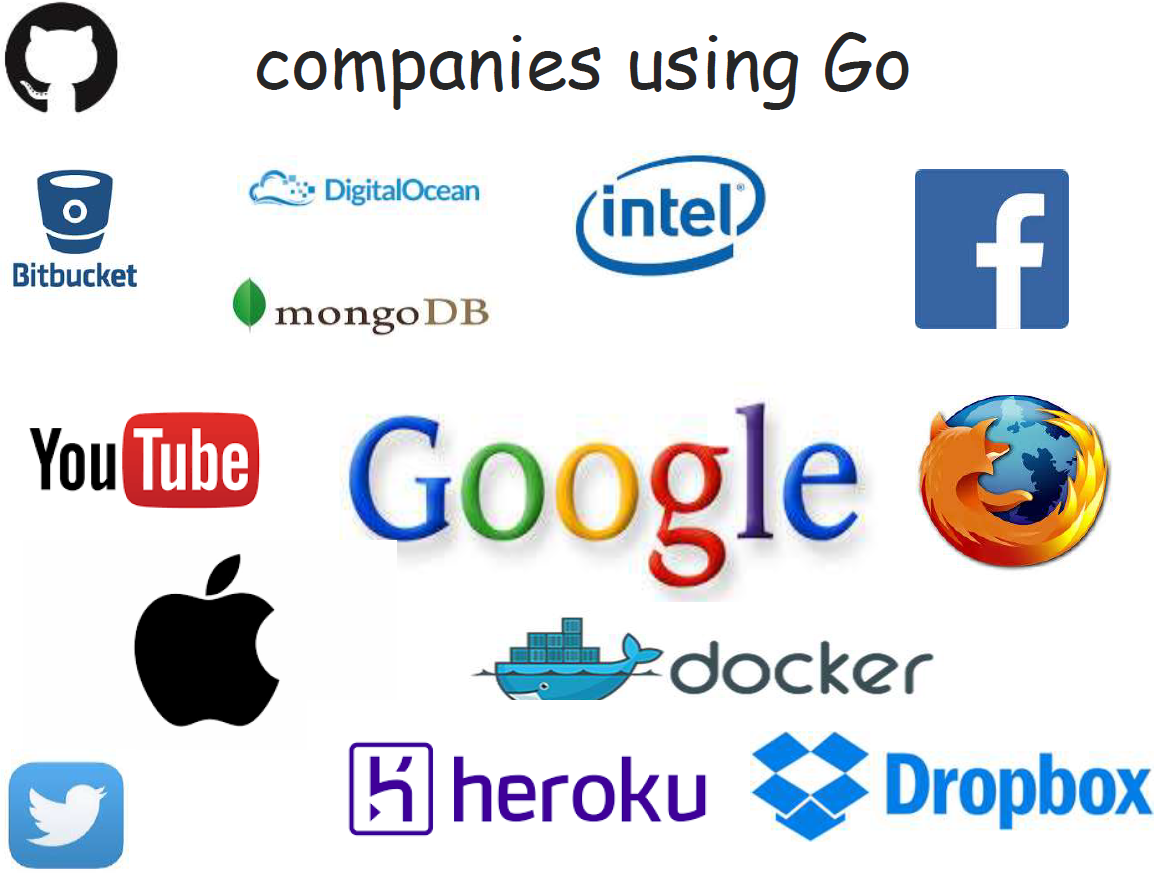 companies using Go
DigitalOcean
intel®
f
Bitbucket
mongoDB
YouTube
Google
docker
heroku
Dropbox